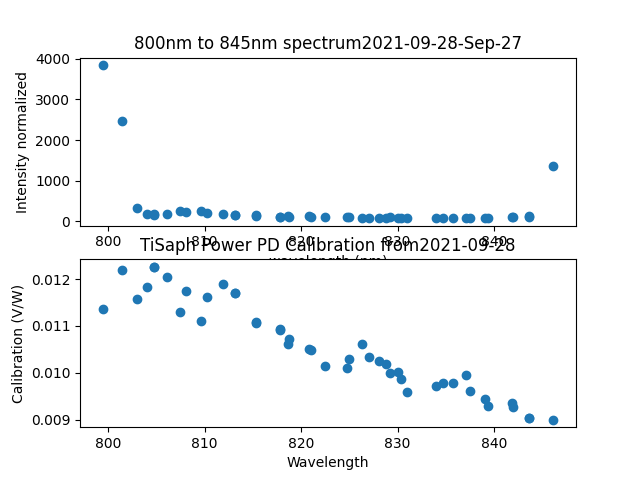 800nm to 845nm spectrum2021-09-28-Sep-27
4000
3000
2000
1000
0
Intensity normalized
800 810 820 830 840
wavelength (nm)
TiSaph Power PD Calibration from2021-09-28
0.012
0.011
0.010
0.009
Calibration (V/W)
800 810 820 830 840
Wavelength